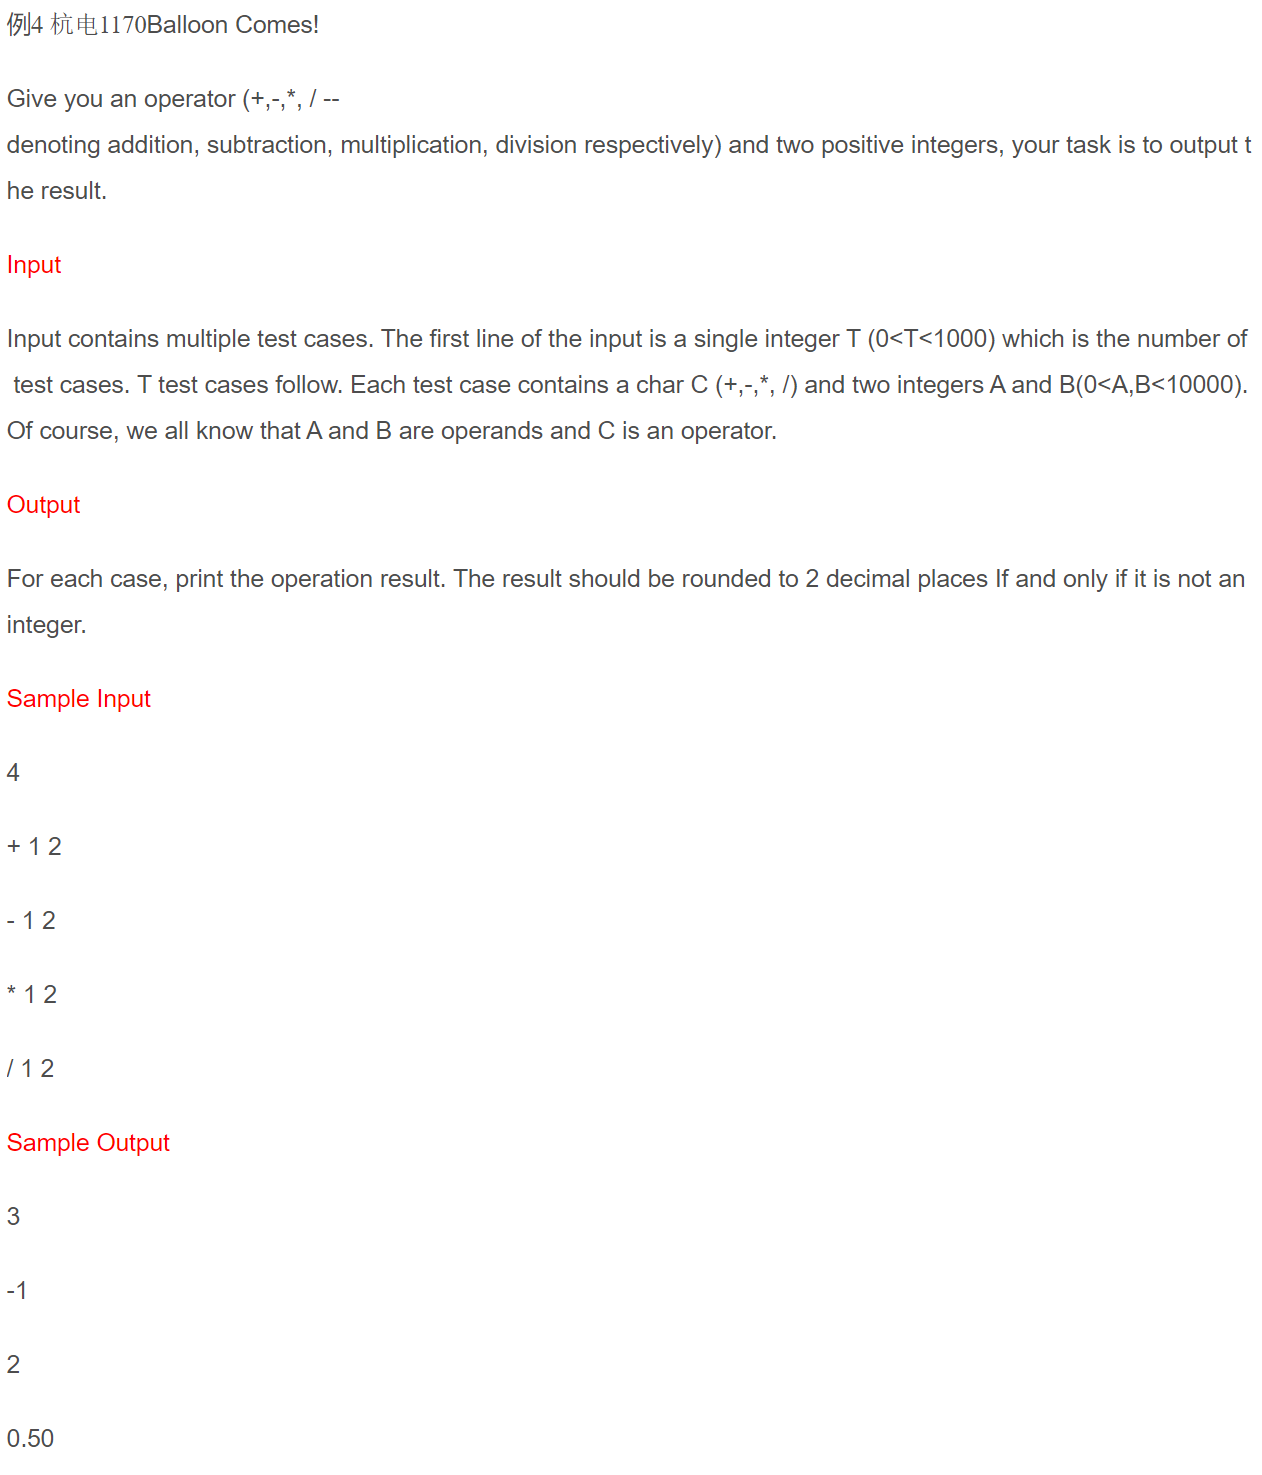 例4 杭电1170Balloon Comes!
Give you an operator (+,-,*, / --
denoting addition, subtraction, multiplication, division respectively) and two positive integers, your task is to output t
he result.
Input
Input contains multiple test cases. The first line of the input is a single integer T (0<T<1000) which is the number of
test cases. T test cases follow. Each test case contains a char C (+,-,*, /) and two integers A and B(0<A,B<10000).
Of course, we all know that A and B are operands and C is an operator.
Output
For each case, print the operation result. The result should be rounded to 2 decimal places If and only if it is not an
integer.
Sample Input
4
+ 1 2
- 1 2
* 1 2
/ 1 2
Sample Output
3
-1
2
0.50